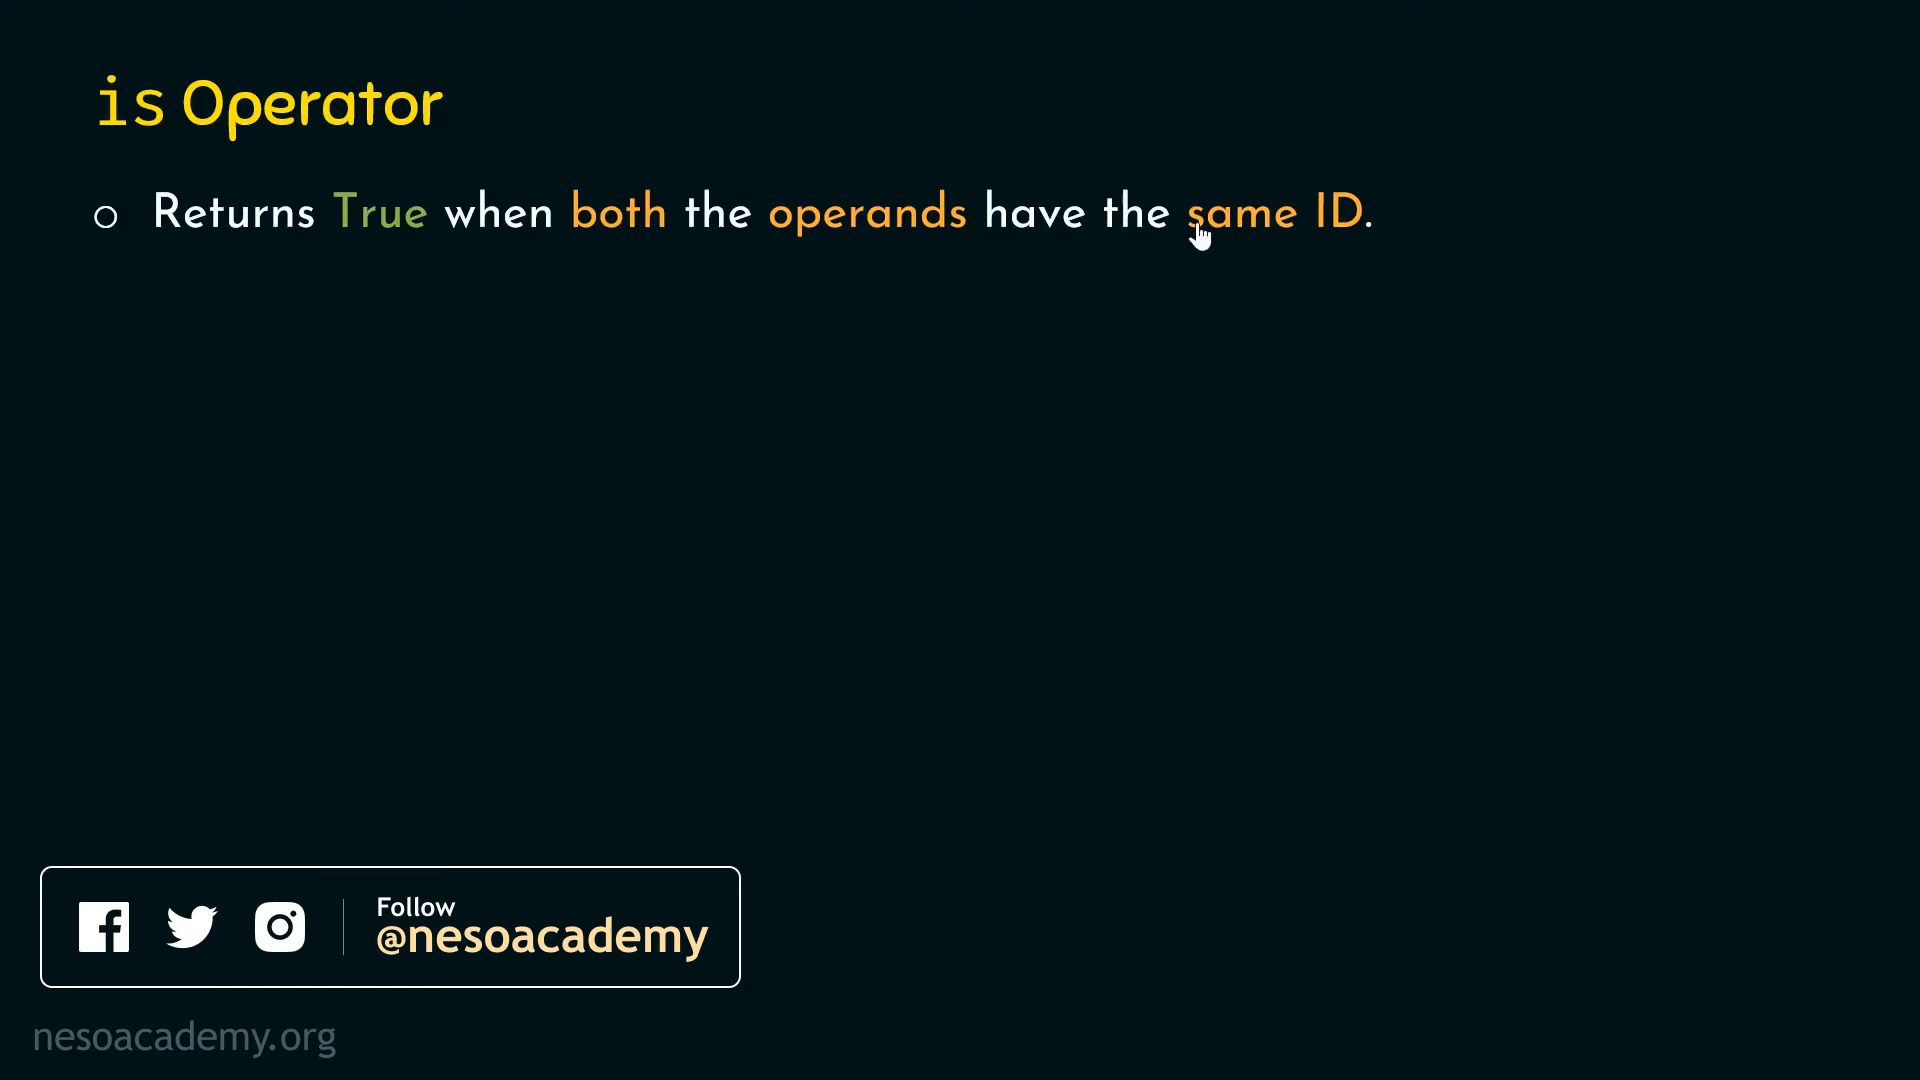 is Operator
Returns True when both the operands have the same ID.
Follow
@nesoacademy
nesoacademy.org